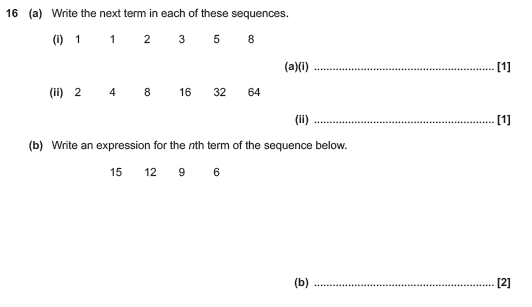 16 (a) Write the next term in each of these sequences.
(i) 1 1 2 3 5 8
(a)(i) ............................................................ [1]
(ii) 2 4 8 16 32 64
(ii) ............................................................ [1]
(b) Write an expression for the nth term of the sequence below.
15 12 9 6
(b) ............................................................ [2]